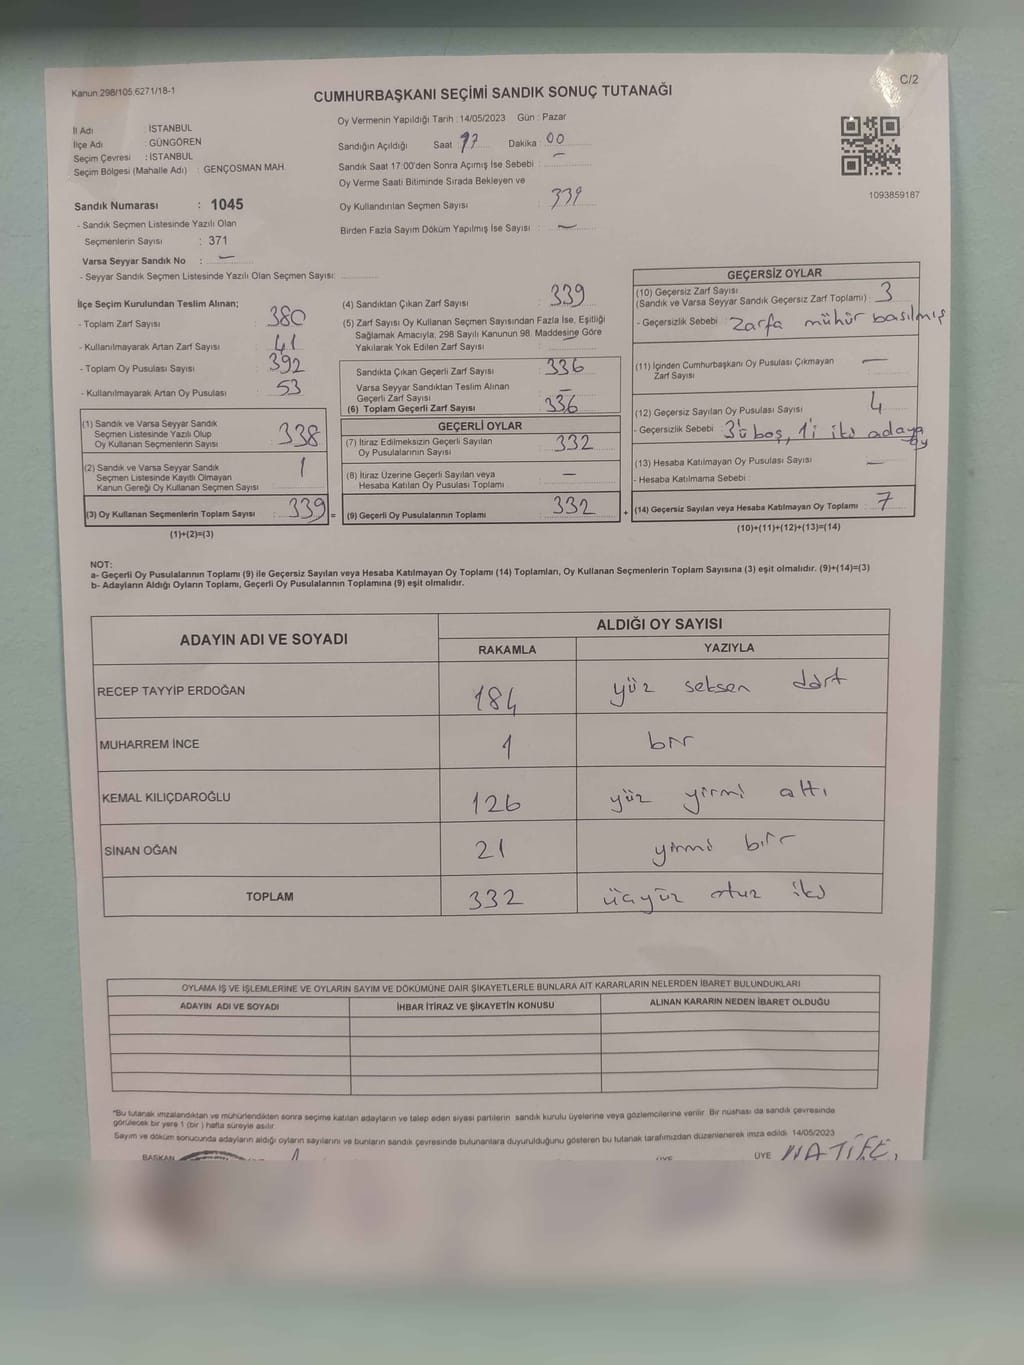 Kanun:298/105,6271/18-1
C/2
CUMHURBAŞKANI SEÇİMİ SANDIK SONUÇ TUTANAĞI
İl Adı : İSTANBUL
İlçe Adı : GÜNGÖREN
Seçim Çevresi : İSTANBUL
Seçim Bölgesi (Mahalle Adı) : GENÇOSMAN MAH.
Oy Vermenin Yapıldığı Tarih : 14/05/2023 Gün : Pazar
Sandığın Açıldığı Saat : 17 Dakika : 00
Sandık Saat 17:00'den Sonra Açmış İse Sebebi : —
Oy Verme Saati Bitiminde Sırada Bekleyen ve
Oy Kullandırılan Seçmen Sayısı : 339
Birden Fazla Sayım Döküm Yapılmış İse Sayısı : —
1093859187
Sandık Numarası : 1045
- Sandık Seçmen Listesinde Yazılı Olan
Seçmenlerin Sayısı : 371
Varsa Seyyar Sandık No : —
- Seyyar Sandık Seçmen Listesinde Yazılı Olan Seçmen Sayısı:
İlçe Seçim Kurulundan Teslim Alınan;
- Toplam Zarf Sayısı : 380
- Kullanılmayarak Artan Zarf Sayısı : 41
- Toplam Oy Pusulası Sayısı : 392
- Kullanılmayarak Artan Oy Pusulası : 53
(1) Sandık ve Varsa Seyyar Sandık
Seçmen Listesinde Yazılı Olup
Oy Kullanan Seçmenlerin Sayısı : 338
(2) Sandık ve Varsa Seyyar Sandık
Seçmen Listesinde Kayıtlı Olmayan
Kanun Gereği Oy Kullanan Seçmen Sayısı : 1
(3) Oy Kullanan Seçmenlerin Toplam Sayısı : 339 =
(1)+(2)=(3)
(4) Sandıktan Çıkan Zarf Sayısı : 339
(5) Zarf Sayısı Oy Kullanan Seçmen Sayısından Fazla İse, Eşitliği
Sağlamak Amacıyla, 298 Sayılı Kanunun 98. Maddesine Göre
Yakılarak Yok Edilen Zarf Sayısı :
Sandıkta Çıkan Geçerli Zarf Sayısı : 336
Varsa Seyyar Sandıktan Teslim Alınan
Geçerli Zarf Sayısı : —
(6) Toplam Geçerli Zarf Sayısı : 336
GEÇERLİ OYLAR
(7) İtiraz Edilmeksizin Geçerli Sayılan
Oy Pusulalarının Sayısı : 332
(8) İtiraz Üzerine Geçerli Sayılan veya
Hesaba Katılan Oy Pusulası Toplamı : —
(9) Geçerli Oy Pusulalarının Toplamı : 332 +
GEÇERSİZ OYLAR
(10) Geçersiz Zarf Sayısı
(Sandık ve Varsa Seyyar Sandık Geçersiz Zarf Toplamı) : 3
- Geçersizlik Sebebi : Zarfa mühür basılmış
(11) İçinden Cumhurbaşkanı Oy Pusulası Çıkmayan
Zarf Sayısı : —
(12) Geçersiz Sayılan Oy Pusulası Sayısı : 4
- Geçersizlik Sebebi : 3'ü boş, 1'i iki adaya oy
(13) Hesaba Katılmayan Oy Pusulası Sayısı : —
- Hesaba Katılmama Sebebi :
(14) Geçersiz Sayılan veya Hesaba Katılmayan Oy Toplamı : 7
(10)+(11)+(12)+(13)=(14)
NOT:
a- Geçerli Oy Pusulalarının Toplamı (9) ile Geçersiz Sayılan veya Hesaba Katılmayan Oy Toplamı (14) Toplamları, Oy Kullanan Seçmenlerin Toplam Sayısına (3) eşit olmalıdır. (9)+(14)=(3)
b- Adayların Aldığı Oyların Toplamı, Geçerli Oy Pusulalarının Toplamına (9) eşit olmalıdır.
ADAYIN ADI VE SOYADI
ALDIĞI OY SAYISI
RAKAMLA YAZIYLA
RECEP TAYYİP ERDOĞAN 184 yüz seksen dört
MUHARREM İNCE 1 bir
KEMAL KILIÇDAROĞLU 126 yüz yirmi altı
SİNAN OĞAN 21 yirmi bir
TOPLAM 332 üçyüz otuz iki
OYLAMA İŞ VE İŞLEMLERİNE VE OYLARIN SAYIM VE DÖKÜMÜNE DAİR ŞİKAYETLERLE BUNLARA AİT KARARLARIN NELERDEN İBARET BULUNDUKLARI
ADAYIN ADI VE SOYADI İHBAR İTİRAZ VE ŞİKAYETİN KONUSU ALINAN KARARIN NEDEN İBARET OLDUĞU
*Bu tutanak imzalandıktan ve mühürlendikten sonra seçime katılan adayların ve talep eden siyasi partilerin sandık kurulu üyelerine veya gözlemcilerine verilir. Bir nüshası da sandık çevresinde
görülecek bir yere 1 (bir ) hafta süreyle asılır.
Sayım ve döküm sonucunda adayların aldığı oyların sayılarını ve bunların sandık çevresinde bulunanlara duyurulduğunu gösteren bu tutanak tarafımızdan düzenlenerek imza edildi. 14/05/2023
BAŞKAN ÜYE ÜYE